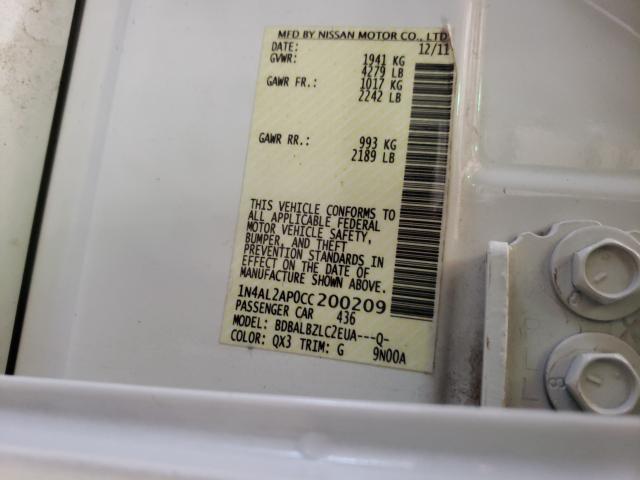 MFD BY NISSAN MOTOR CO., LTD
DATE: 12/11
GVWR: 1941 KG
4279 LB
GAWR FR.: 1017 KG
2242 LB
GAWR RR.: 993 KG
2189 LB
THIS VEHICLE CONFORMS TO
ALL APPLICABLE FEDERAL
MOTOR VEHICLE SAFETY,
BUMPER, AND THEFT
PREVENTION STANDARDS IN
EFFECT ON THE DATE OF
MANUFACTURE SHOWN ABOVE.
1N4AL2AP0CC200209
PASSENGER CAR 436
MODEL: BDBALBZLC2EUA---Q-
COLOR: QX3 TRIM: G 9N00A
8